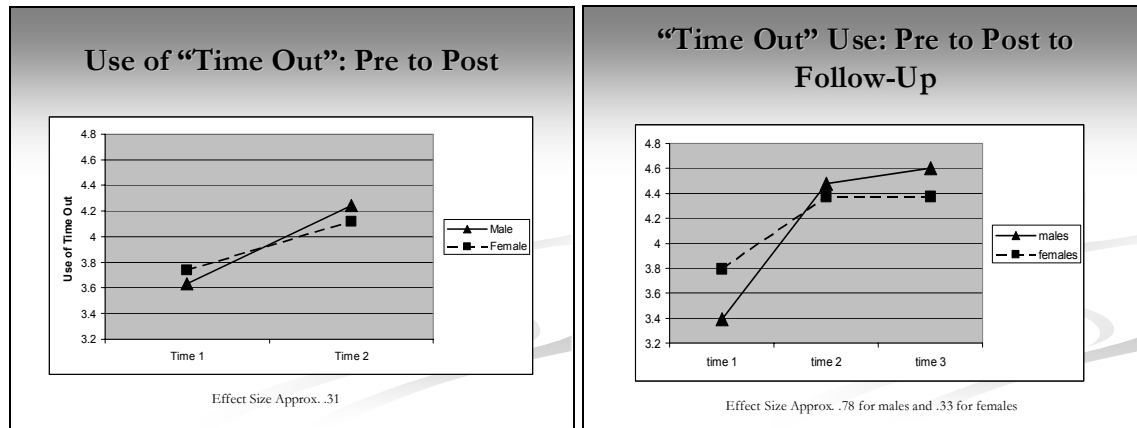 Use of “Time Out”: Pre to Post
4.8
4.6
4.4
4.2
4
3.8
3.6
3.4
3.2
Use of Time Out
Time 1
Time 2
Male
Female
Effect Size Approx. .31
“Time Out” Use: Pre to Post to
Follow-Up
4.8
4.6
4.4
4.2
4
3.8
3.6
3.4
3.2
time 1
time 2
time 3
males
females
Effect Size Approx. .78 for males and .33 for females